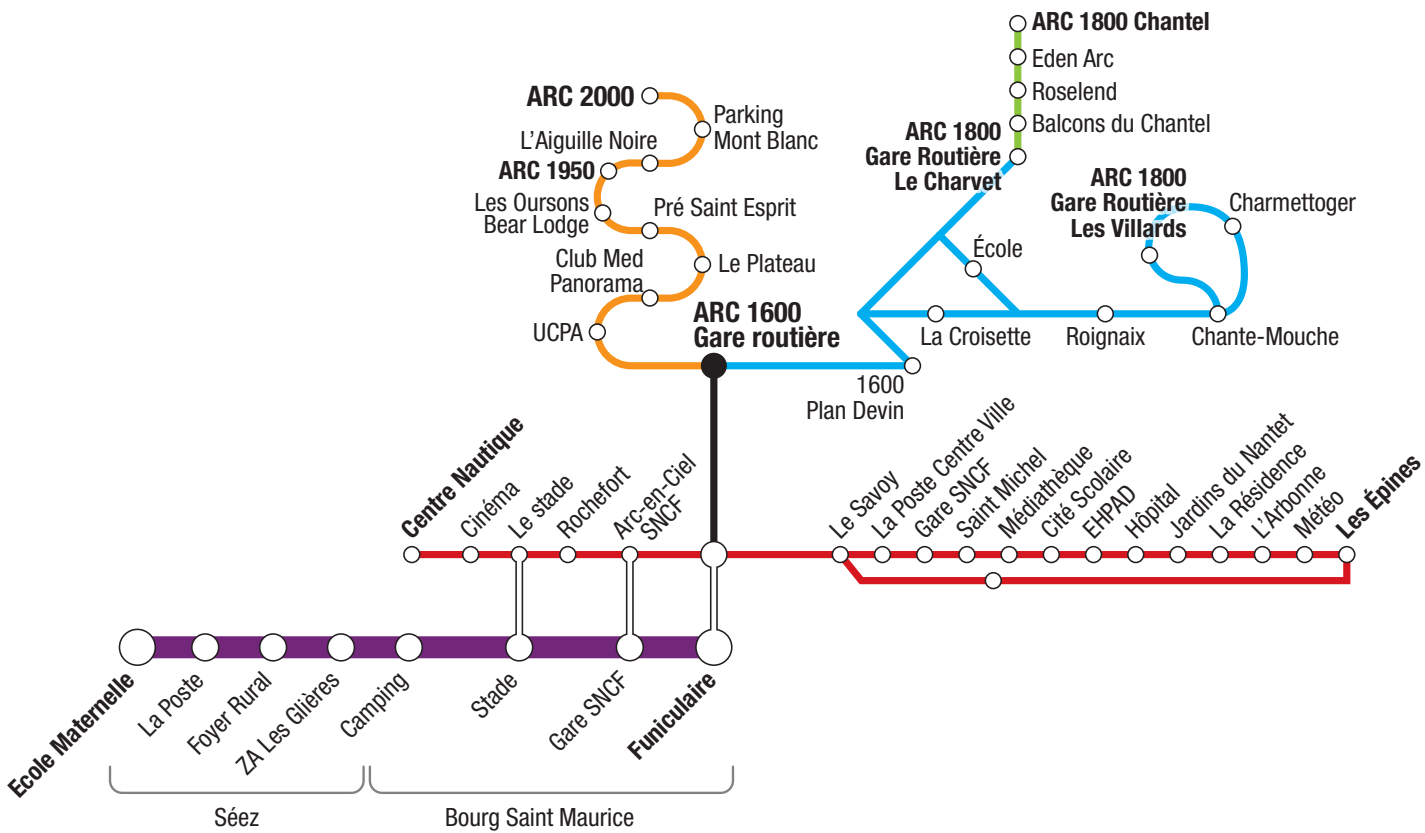 ARC 1800 Chantel
Eden Arc
Roselend
Balcons du Chantel
ARC 1800
Gare Routière
Le Charvet
ARC 2000
Parking
Mont Blanc
L'Aiguille Noire
ARC 1950
Les Oursons
Bear Lodge
Pré Saint Esprit
Club Med
Panorama
Le Plateau
UCPA
ARC 1600
Gare routière
ARC 1800
Gare Routière
Les Villards
Charmettoger
École
La Croisette
Roignaix
Chante-Mouche
1600
Plan Devin
Centre Nautique
Cinéma
Le stade
Rochefort
Arc-en-Ciel
SNCF
Le Savoy
La Poste Centre Ville
Gare SNCF
Saint Michel
Médiathèque
Cité Scolaire
EHPAD
Hôpital
Jardins du Nantet
La Résidence
L'Arbonne
Météo
Les Épines
Ecole Maternelle
La Poste
Foyer Rural
ZA Les Glières
Camping
Stade
Gare SNCF
Funiculaire
Séez
Bourg Saint Maurice